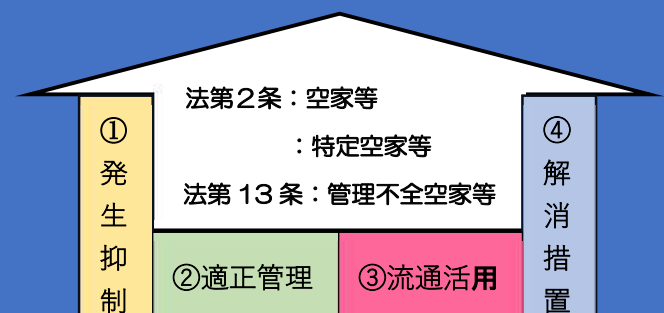 法第２条：空家等
：特定空家等
法第 13 条：管理不全空家等
①発生抑制
②適正管理
③流通活用
④解消措置